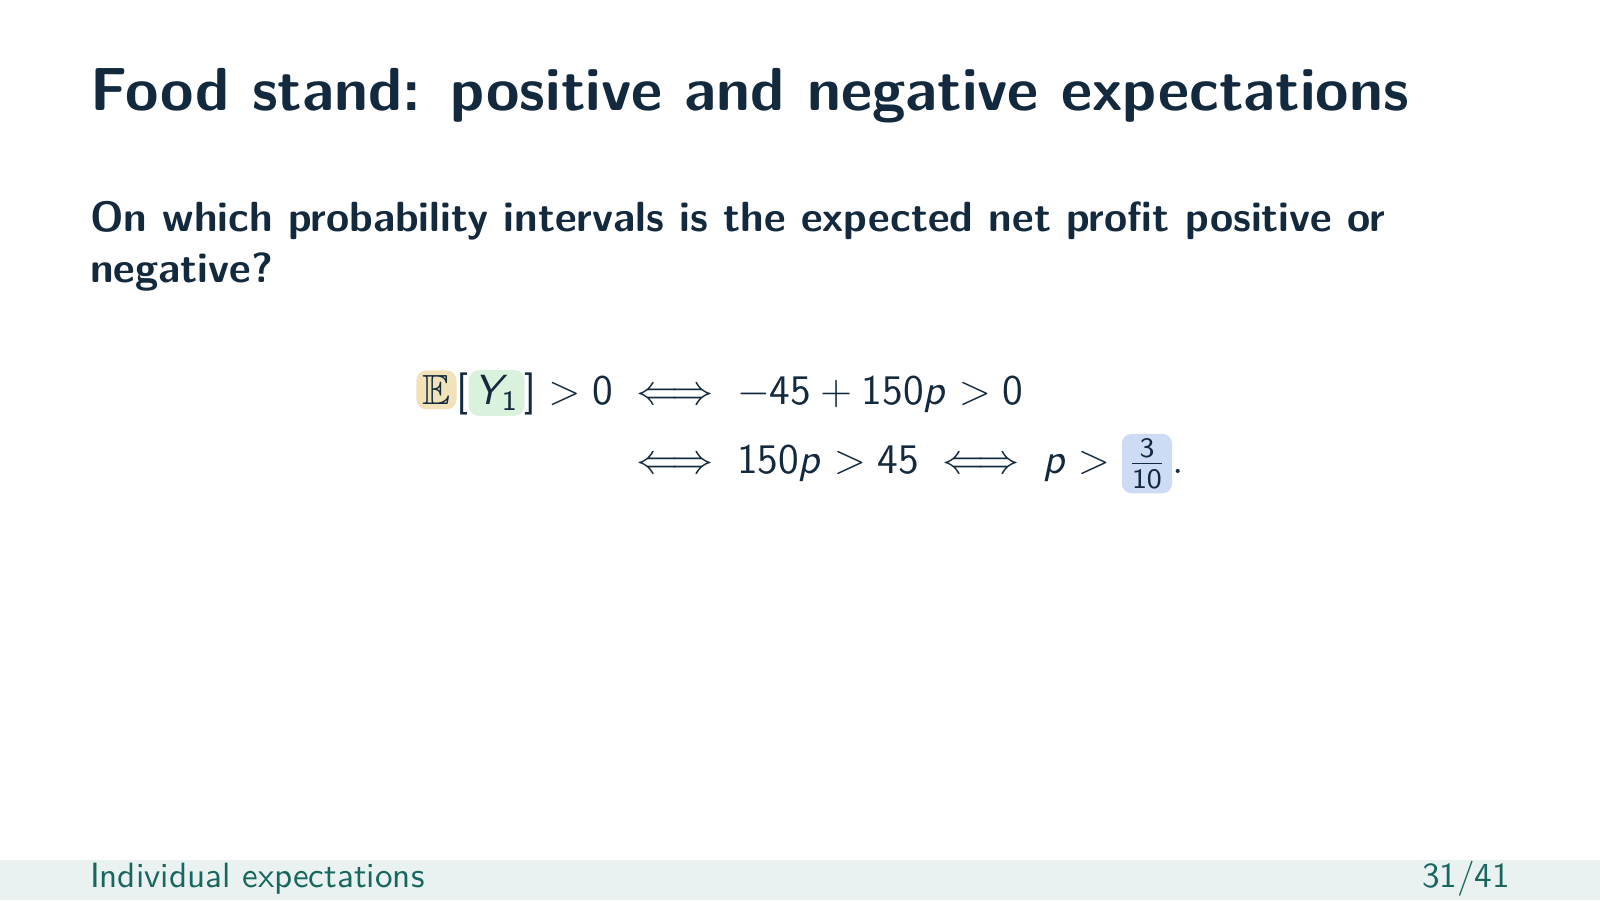 Food stand: positive and negative expectations
On which probability intervals is the expected net profit positive or
negative?
𝔼[Y₁] > 0 ⟺ −45 + 150p > 0
⟺ 150p > 45 ⟺ p > 3/10.
Individual expectations 31/41